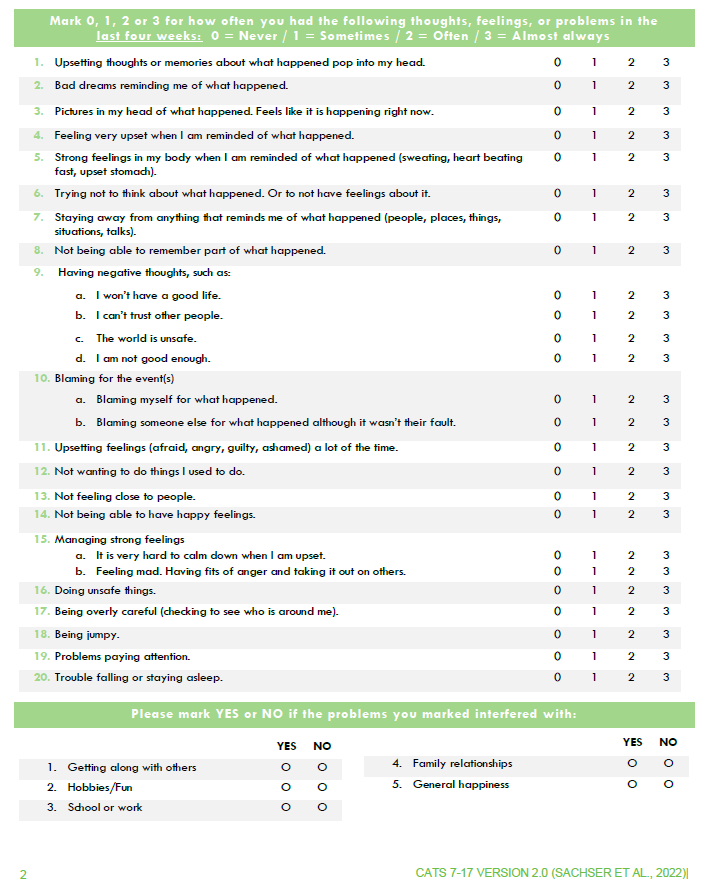 Mark 0, 1, 2 or 3 for how often you had the following thoughts, feelings, or problems in the
last four weeks: 0 = Never / 1 = Sometimes / 2 = Often / 3 = Almost always
1. Upsetting thoughts or memories about what happened pop into my head. 0 1 2 3
2. Bad dreams reminding me of what happened. 0 1 2 3
3. Pictures in my head of what happened. Feels like it is happening right now. 0 1 2 3
4. Feeling very upset when I am reminded of what happened. 0 1 2 3
5. Strong feelings in my body when I am reminded of what happened (sweating, heart beating 0 1 2 3
fast, upset stomach).
6. Trying not to think about what happened. Or to not have feelings about it. 0 1 2 3
7. Staying away from anything that reminds me of what happened (people, places, things, 0 1 2 3
situations, talks).
8. Not being able to remember part of what happened. 0 1 2 3
9. Having negative thoughts, such as:
a. I won't have a good life. 0 1 2 3
b. I can't trust other people. 0 1 2 3
c. The world is unsafe. 0 1 2 3
d. I am not good enough. 0 1 2 3
10. Blaming for the event(s)
a. Blaming myself for what happened. 0 1 2 3
b. Blaming someone else for what happened although it wasn't their fault. 0 1 2 3
11. Upsetting feelings (afraid, angry, guilty, ashamed) a lot of the time. 0 1 2 3
12. Not wanting to do things I used to do. 0 1 2 3
13. Not feeling close to people. 0 1 2 3
14. Not being able to have happy feelings. 0 1 2 3
15. Managing strong feelings
a. It is very hard to calm down when I am upset. 0 1 2 3
b. Feeling mad. Having fits of anger and taking it out on others. 0 1 2 3
16. Doing unsafe things. 0 1 2 3
17. Being overly careful (checking to see who is around me). 0 1 2 3
18. Being jumpy. 0 1 2 3
19. Problems paying attention. 0 1 2 3
20. Trouble falling or staying asleep. 0 1 2 3
Please mark YES or NO if the problems you marked interfered with:
YES NO
1. Getting along with others O O
2. Hobbies/Fun O O
3. School or work O O
YES NO
4. Family relationships O O
5. General happiness O O
2
CATS 7-17 VERSION 2.0 (SACHSER ET AL., 2022)